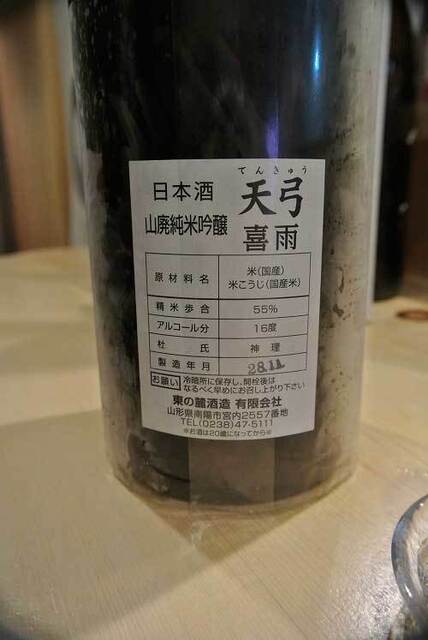 日本酒
山廃純米吟醸
てんきゅう
天弓
喜雨
原材料名 米(国産)
米こうじ(国産米)
精米歩合 55%
アルコール分 16度
杜氏 神理
製造年月 28.11
お願い 冷暗所に保存し、開栓後は
なるべく早めにお召し上がり下さい
東の麓酒造 有限会社
山形県南陽市宮内2557番地
TEL(0238)47-5111
※お酒は20歳になってから※